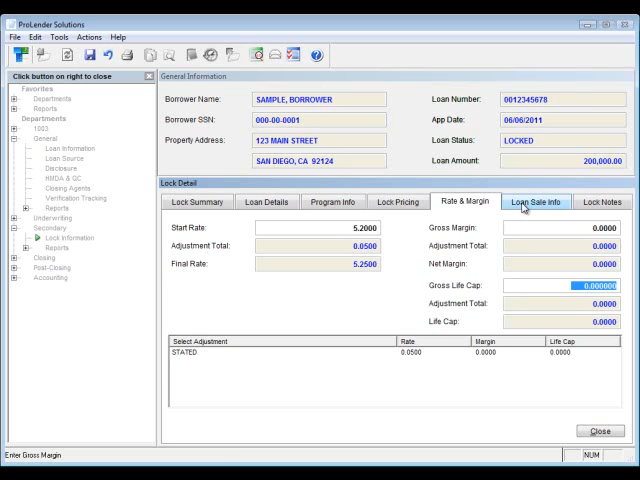 ProLender Solutions
File Edit Tools Actions Help
Click button on right to close
Favorites
Departments
Reports
Departments
1003
General
Loan Information
Loan Source
Disclosure
HMDA & QC
Closing Agents
Verification Tracking
Reports
Underwriting
Secondary
Lock Information
Reports
Closing
Post-Closing
Accounting
General Information
Borrower Name: SAMPLE, BORROWER Loan Number: 0012345678
Borrower SSN: 000-00-0001 App Date: 06/06/2011
Property Address: 123 MAIN STREET Loan Status: LOCKED
SAN DIEGO, CA 92124 Loan Amount: 200,000.00
Lock Detail
Lock Summary Loan Details Program Info Lock Pricing Rate & Margin Loan Sale Info Lock Notes
Start Rate: 5.2000 Gross Margin: 0.0000
Adjustment Total: 0.0500 Adjustment Total: 0.0000
Final Rate: 5.2500 Net Margin: 0.0000
Gross Life Cap: 0.000000
Adjustment Total: 0.0000
Life Cap: 0.0000
Select Adjustment Rate Margin Life Cap
STATED 0.0500 0.0000 0.0000
Close
Enter Gross Margin NUM